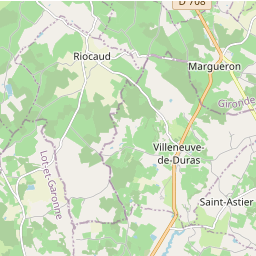 D 708
Riocaud
Margueron
Gironde
Villeneuve-
de-Duras
Lot-et-Garonne
Saint-Astier